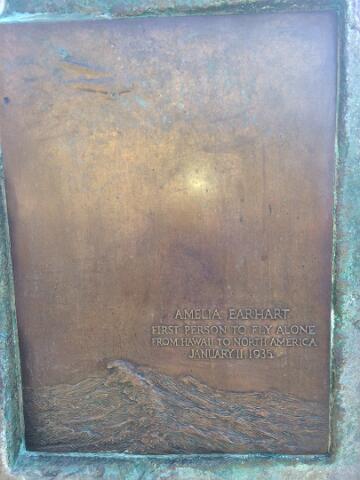 AMELIA EARHART
FIRST PERSON TO FLY ALONE
FROM HAWAII TO NORTH AMERICA
JANUARY 11 1935